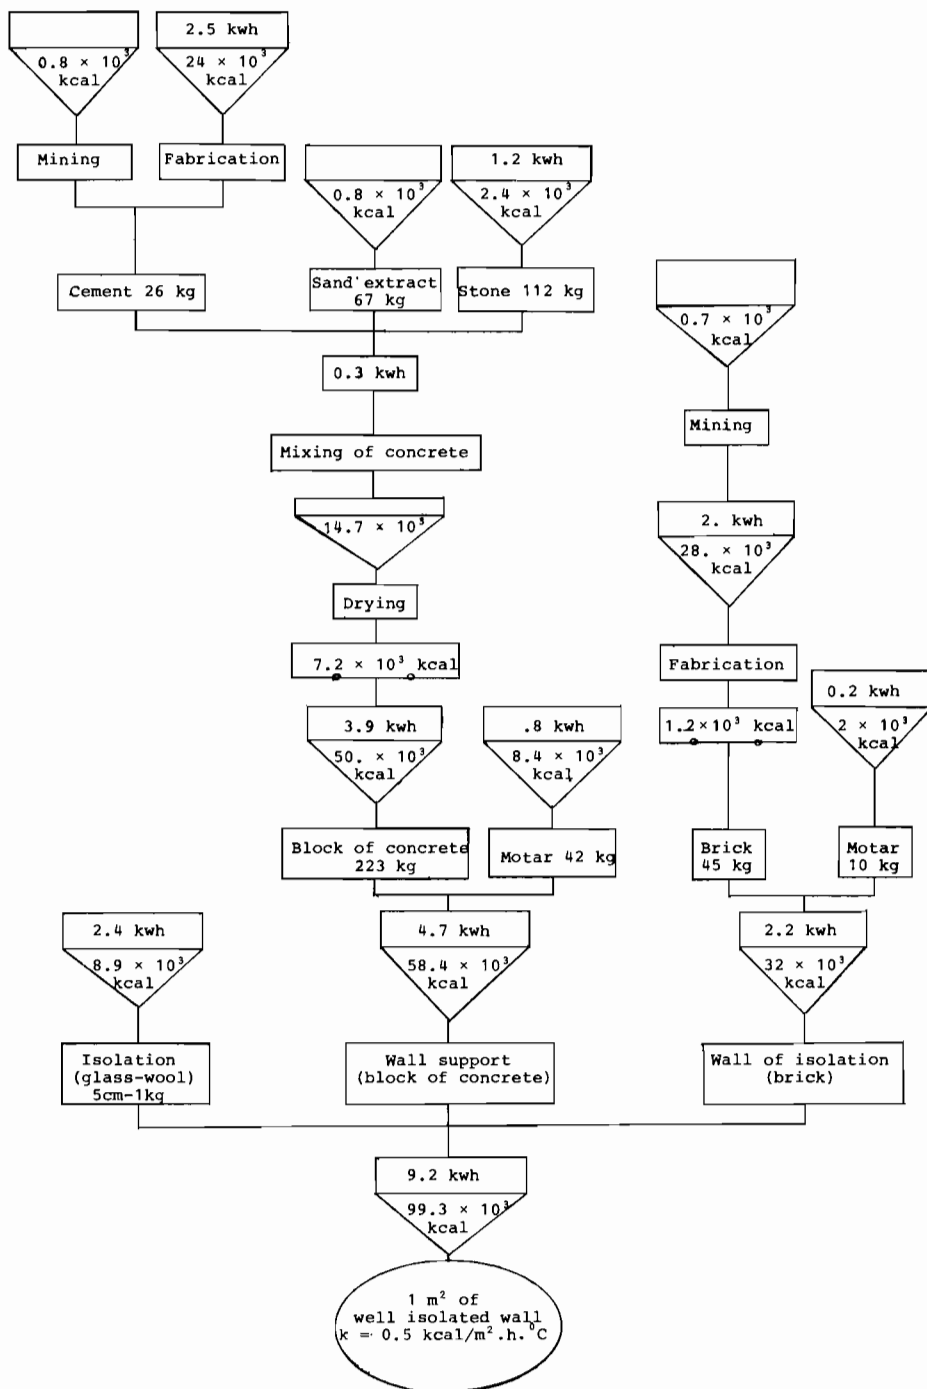 2.5 kwh
0.8 × 10³
kcal
24 × 10³
kcal
Mining
Fabrication
1.2 kwh
0.8 × 10³
kcal
2.4 × 10³
kcal
Cement 26 kg
Sand extract
67 kg
Stone 112 kg
0.7 × 10³
kcal
0.3 kwh
Mining
Mixing of concrete
14.7 × 10³
2. kwh
28. × 10³
kcal
Drying
7.2 × 10³ kcal
Fabrication
0.2 kwh
3.9 kwh
.8 kwh
1.2×10³ kcal
2 × 10³
kcal
50. × 10³
kcal
8.4 × 10³
kcal
Block of concrete
223 kg
Motar 42 kg
Brick
45 kg
Motar
10 kg
2.4 kwh
4.7 kwh
2.2 kwh
8.9 × 10³
kcal
58.4 × 10³
kcal
32 × 10³
kcal
Isolation
(glass-wool)
5cm-1kg
Wall support
(block of concrete)
Wall of isolation
(brick)
9.2 kwh
99.3 × 10³
kcal
1 m² of
well isolated wall
k = 0.5 kcal/m².h.°C